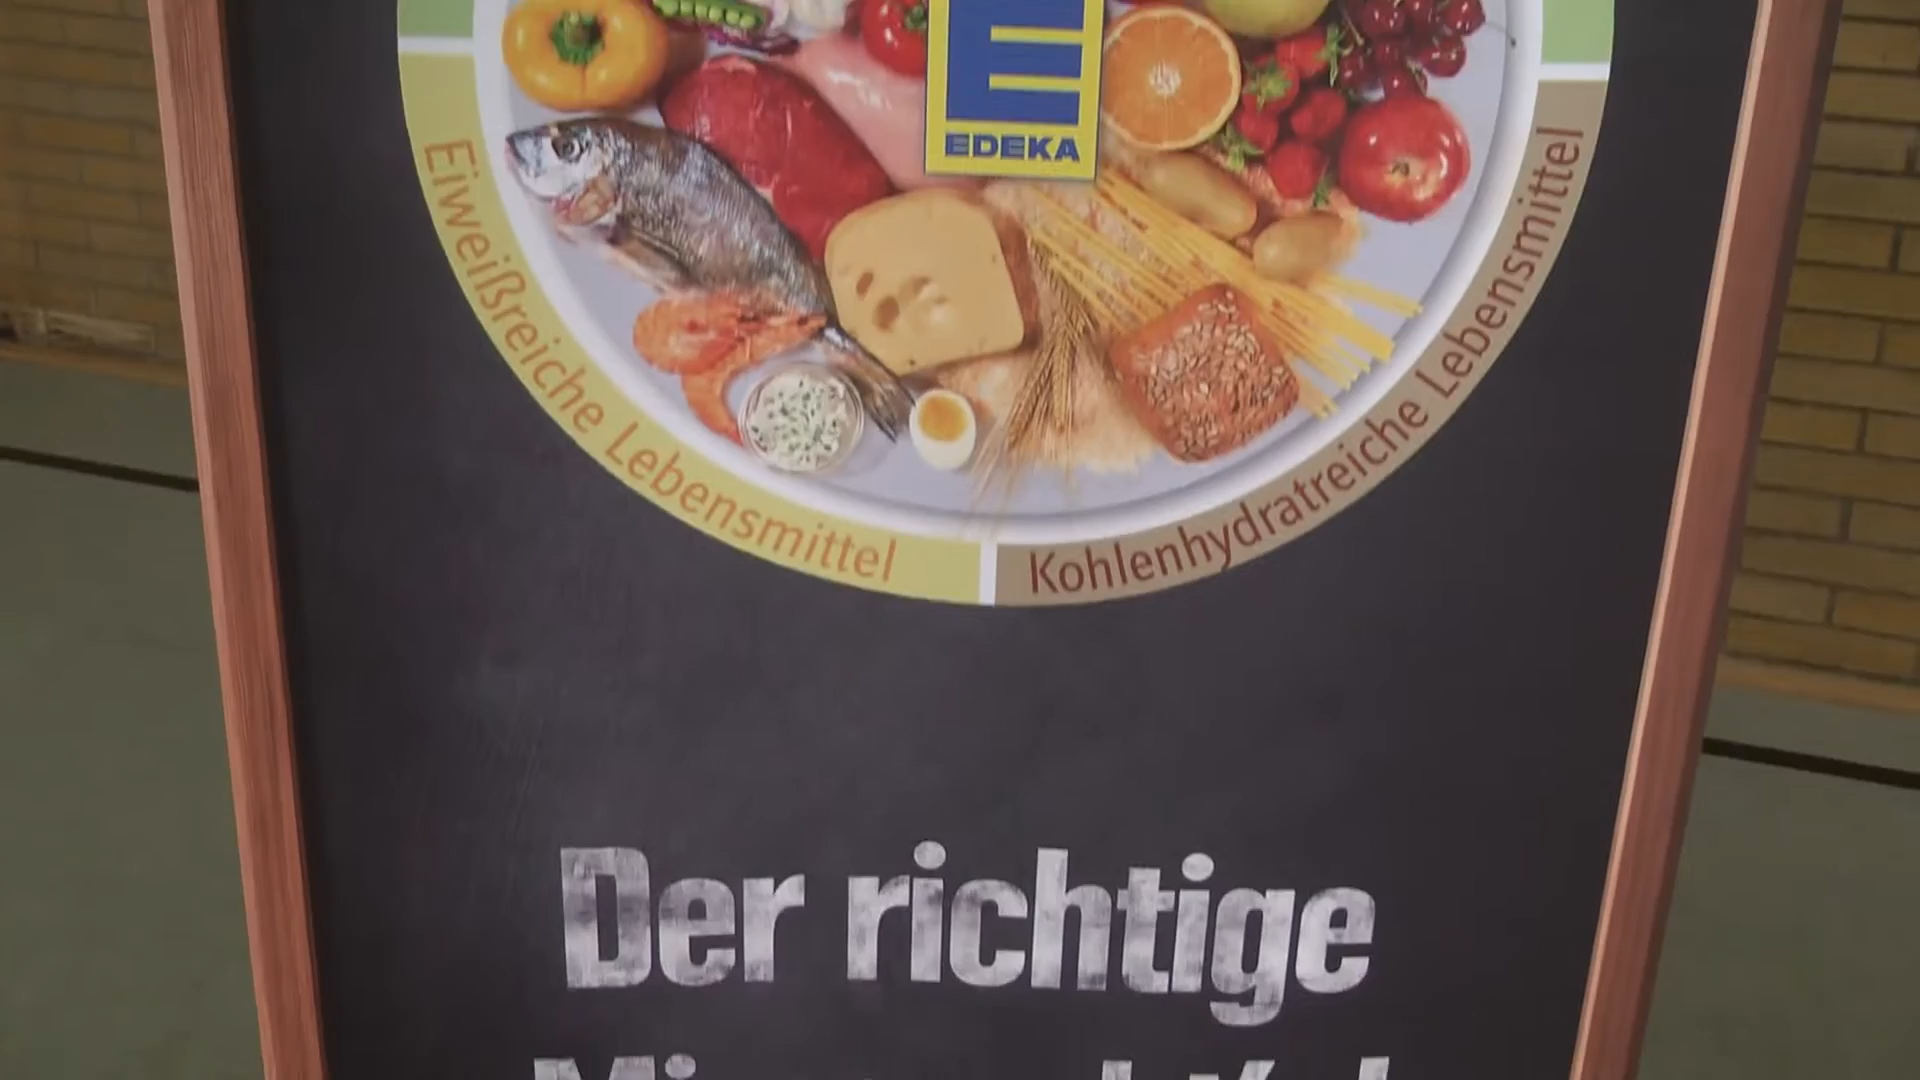 E
EDEKA
Eiweißreiche Lebensmittel
Kohlenhydratreiche Lebensmittel
Der richtige